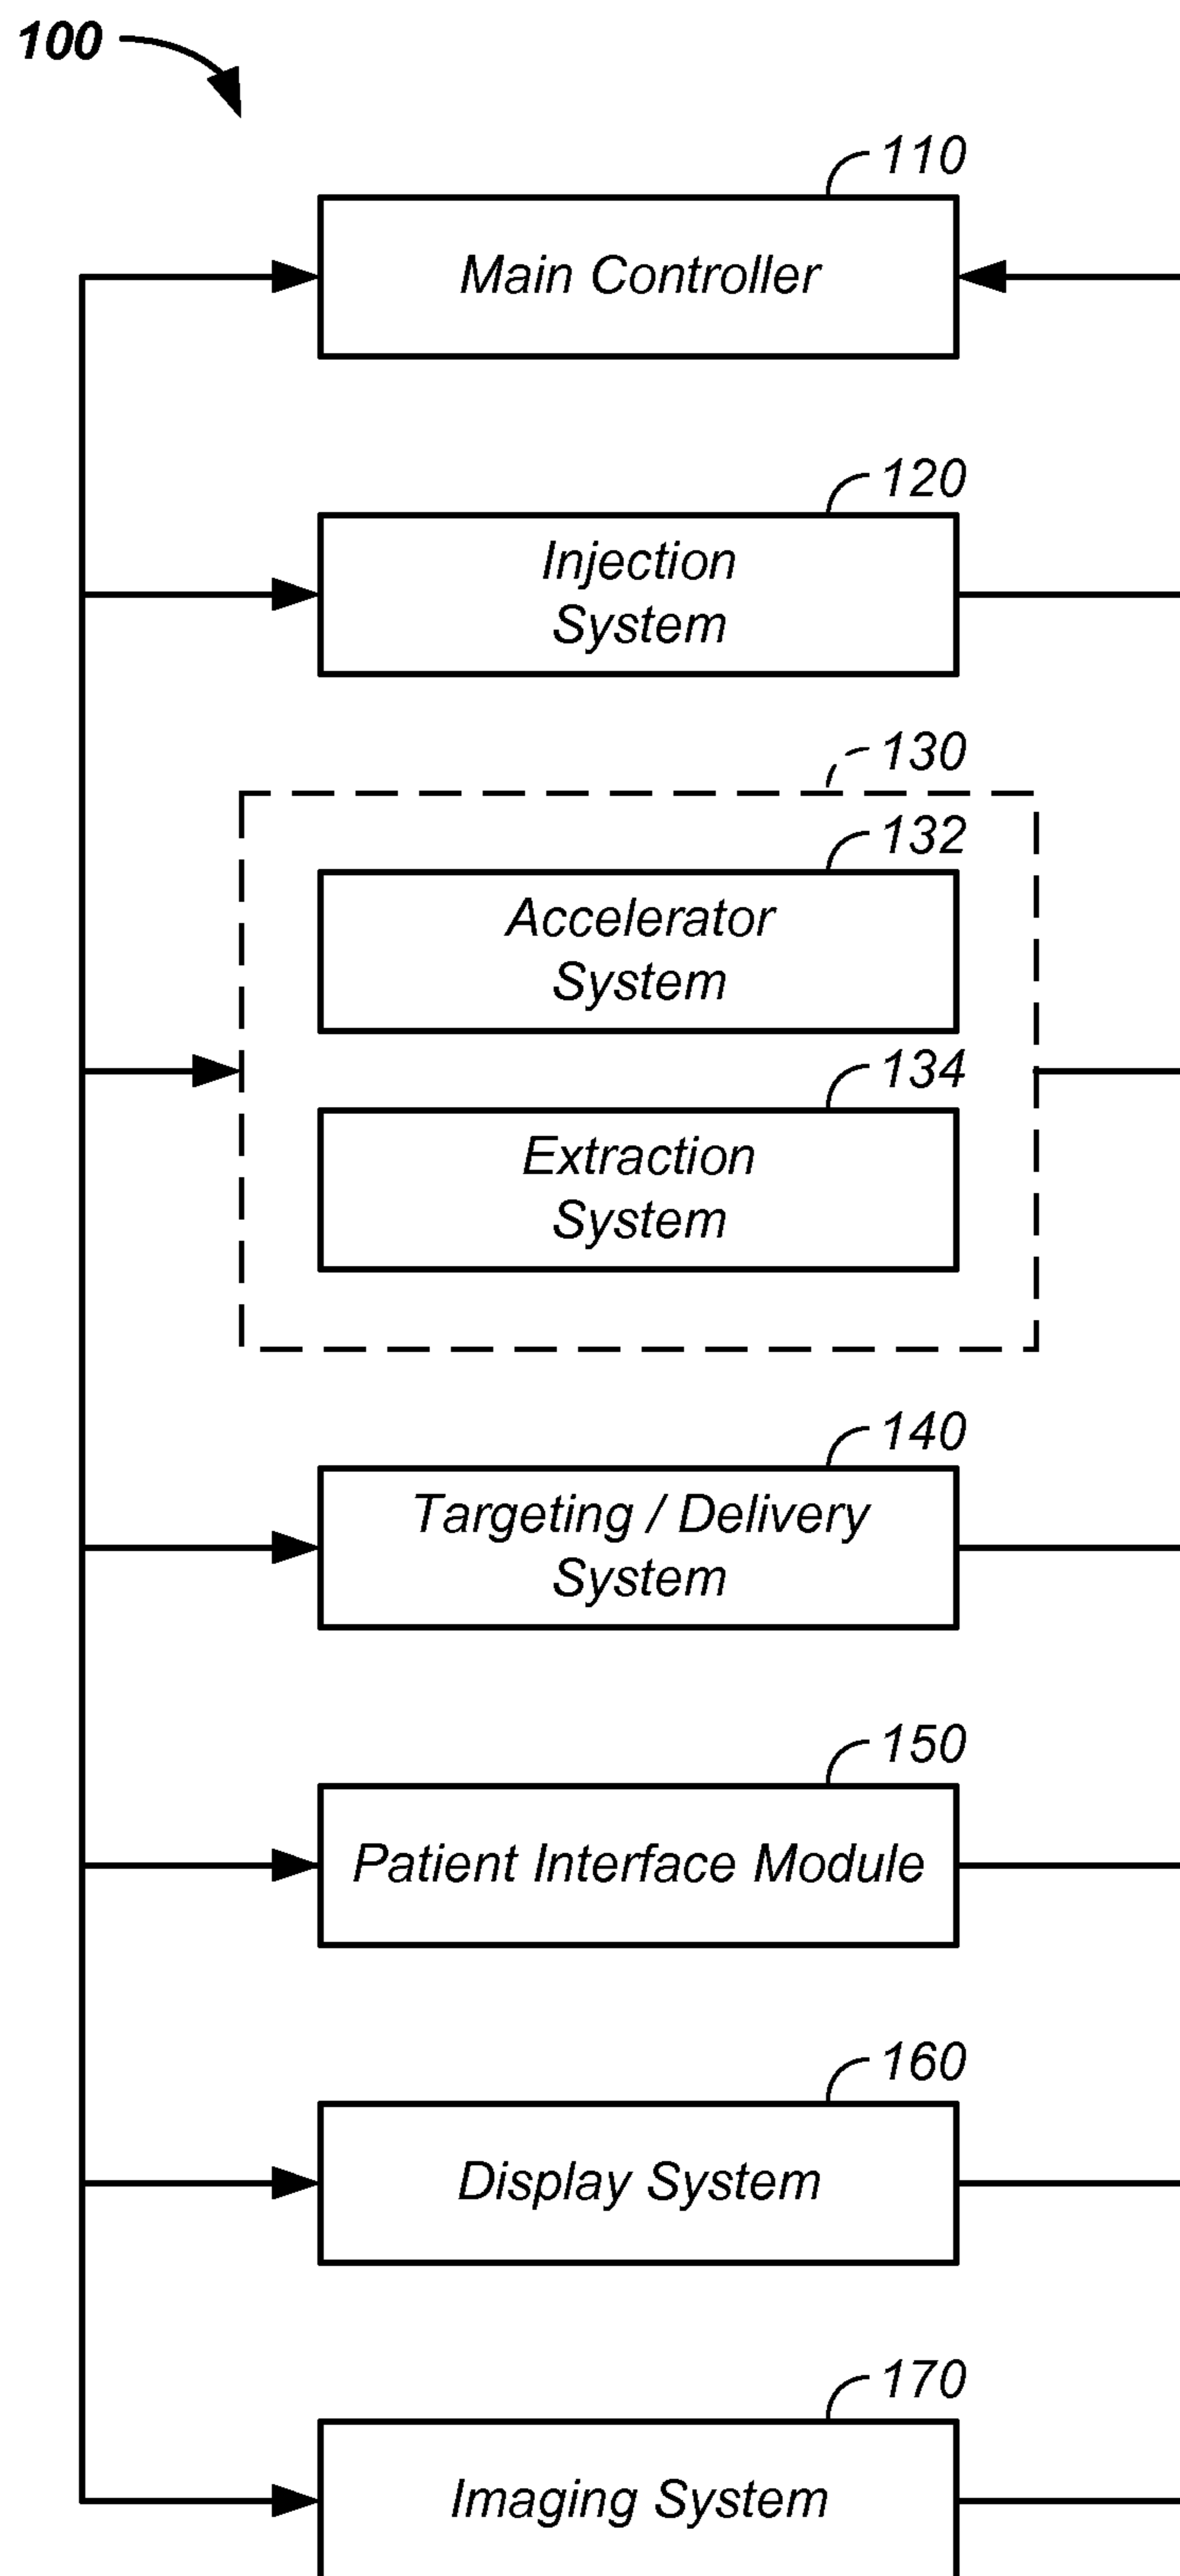 100
110
Main Controller
120
Injection
System
130
132
Accelerator
System
134
Extraction
System
140
Targeting / Delivery
System
150
Patient Interface Module
160
Display System
170
Imaging System